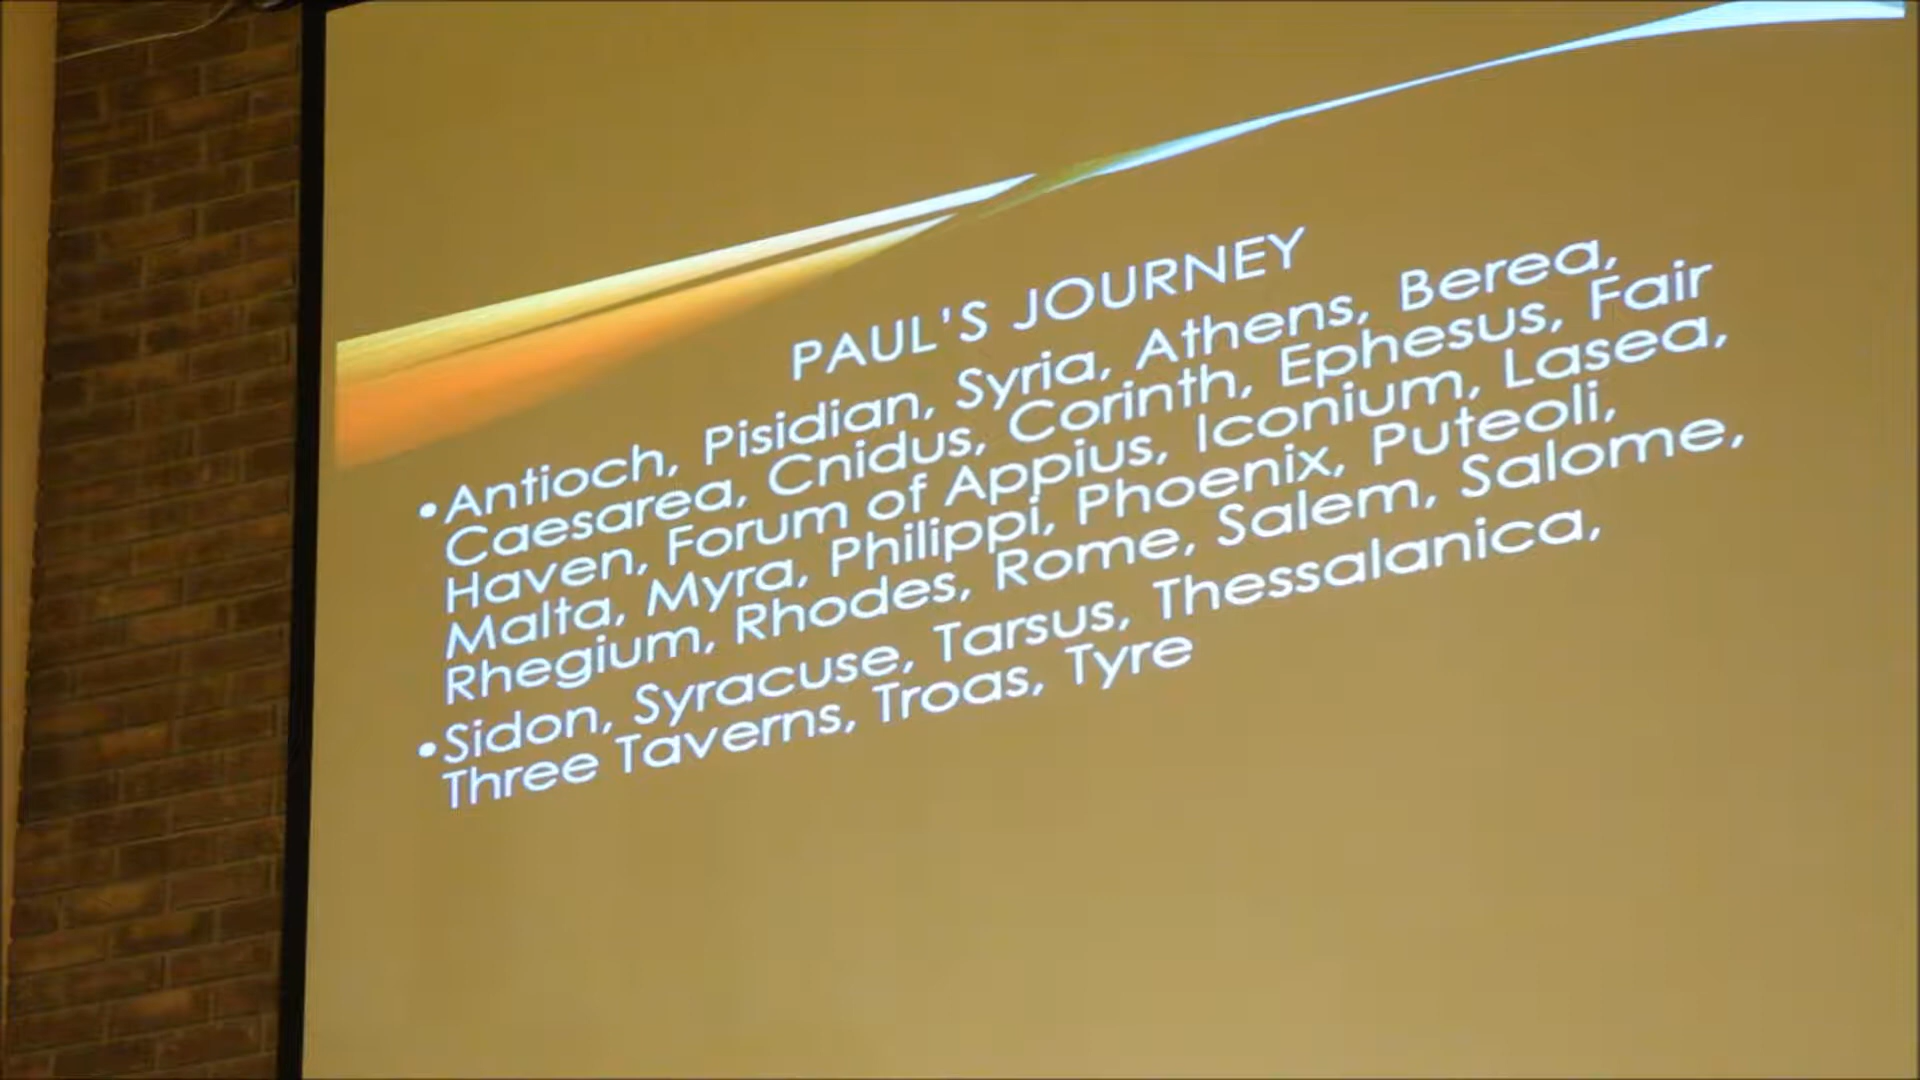 PAUL'S JOURNEY
•Antioch, Pisidian, Syria, Athens, Berea,
Caesarea, Cnidus, Corinth, Ephesus, Fair
Haven, Forum of Appius, Iconium, Lasea,
Malta, Myra, Philippi, Phoenix, Puteoli,
Rhegium, Rhodes, Rome, Salem, Salome,
•Sidon, Syracuse, Tarsus, Thessalanica,
Three Taverns, Troas, Tyre